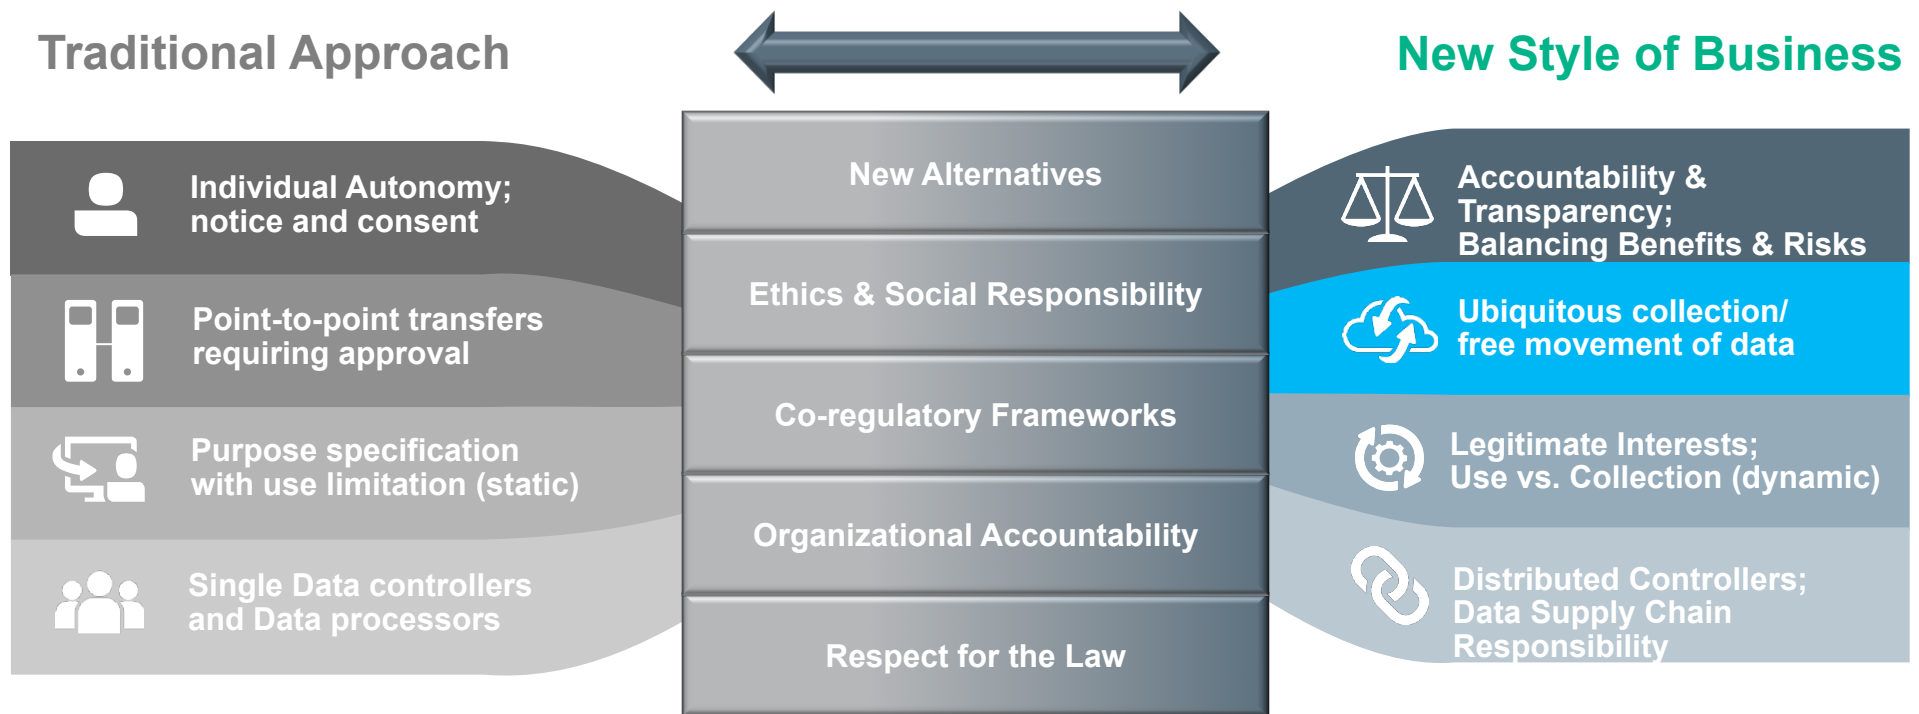 Traditional Approach
New Style of Business
Individual Autonomy;
notice and consent
Point-to-point transfers
requiring approval
Purpose specification
with use limitation (static)
Single Data controllers
and Data processors
New Alternatives
Ethics & Social Responsibility
Co-regulatory Frameworks
Organizational Accountability
Respect for the Law
Accountability &
Transparency;
Balancing Benefits & Risks
Ubiquitous collection/
free movement of data
Legitimate Interests;
Use vs. Collection (dynamic)
Distributed Controllers;
Data Supply Chain
Responsibility